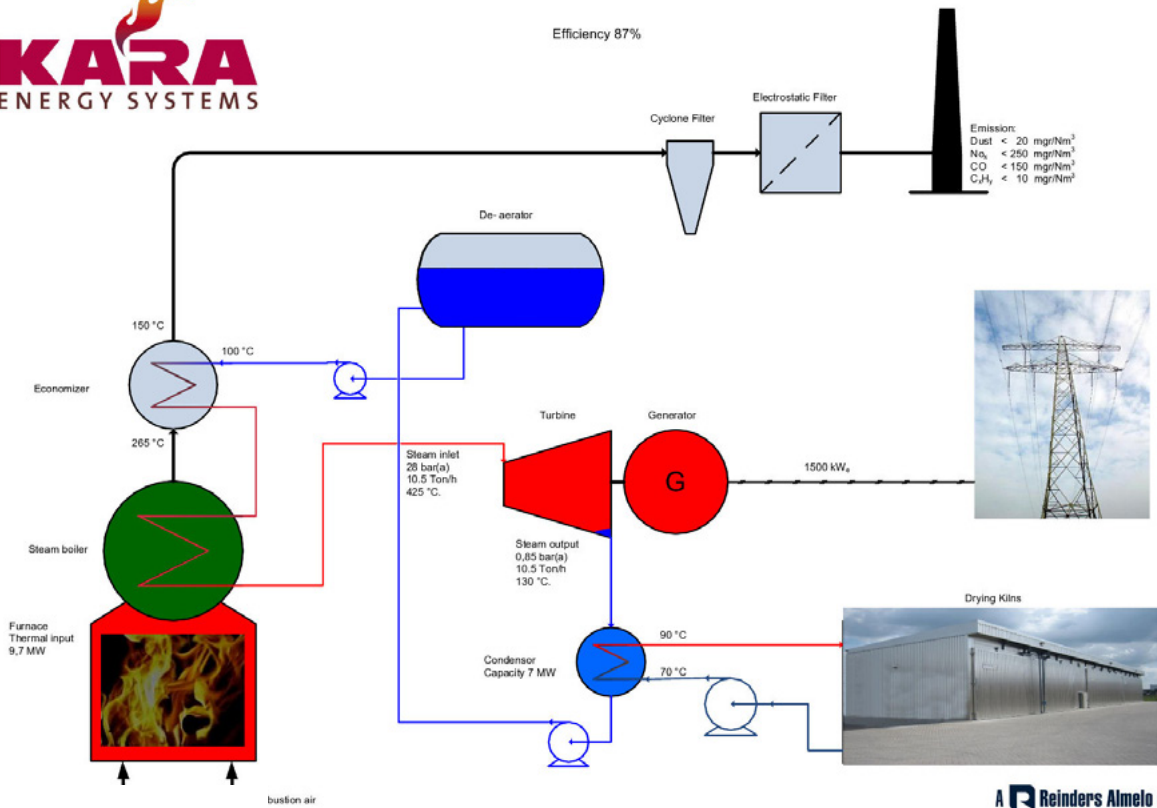 KARA
ENERGY SYSTEMS
Efficiency 87%
Electrostatic Filter
Cyclone Filter
Emission:
Dust < 20 mgr/Nm³
Noₓ < 250 mgr/Nm³
CO < 150 mgr/Nm³
CₓHᵧ < 10 mgr/Nm³
De- aerator
150 °C
100 °C
Economizer
265 °C
Turbine
Generator
Steam inlet
28 bar(a)
10.5 Ton/h
425 °C.
G
1500 kWₑ
Steam boiler
Steam output
0,85 bar(a)
10.5 Ton/h
130 °C.
Drying Kilns
Furnace
Thermal input
9,7 MW
90 °C
Condensor
Capacity 7 MW
70 °C
bustion air
A R Reinders Almelo